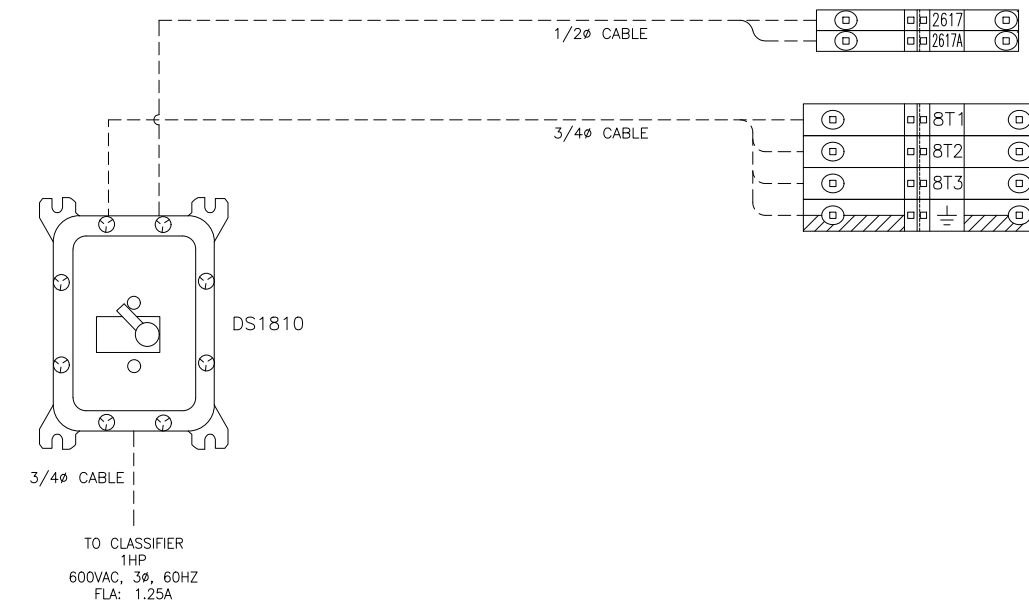 2617
1/2ø CABLE
2617A
8T1
3/4ø CABLE
8T2
8T3
DS1810
3/4ø CABLE
TO CLASSIFIER
1HP
600VAC, 3ø, 60HZ
FLA: 1.25A